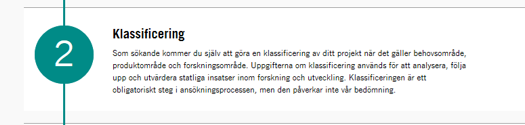 Klassificering
2
Som sökande kommer du själv att göra en klassificering av ditt projekt när det gäller behovsområde,
produktområde och forskningsområde. Uppgifterna om klassificering används för att analysera, följa
upp och utvärdera statliga insatser inom forskning och utveckling. Klassificeringen är ett
obligatoriskt steg i ansökningsprocessen, men den påverkar inte vår bedömning.